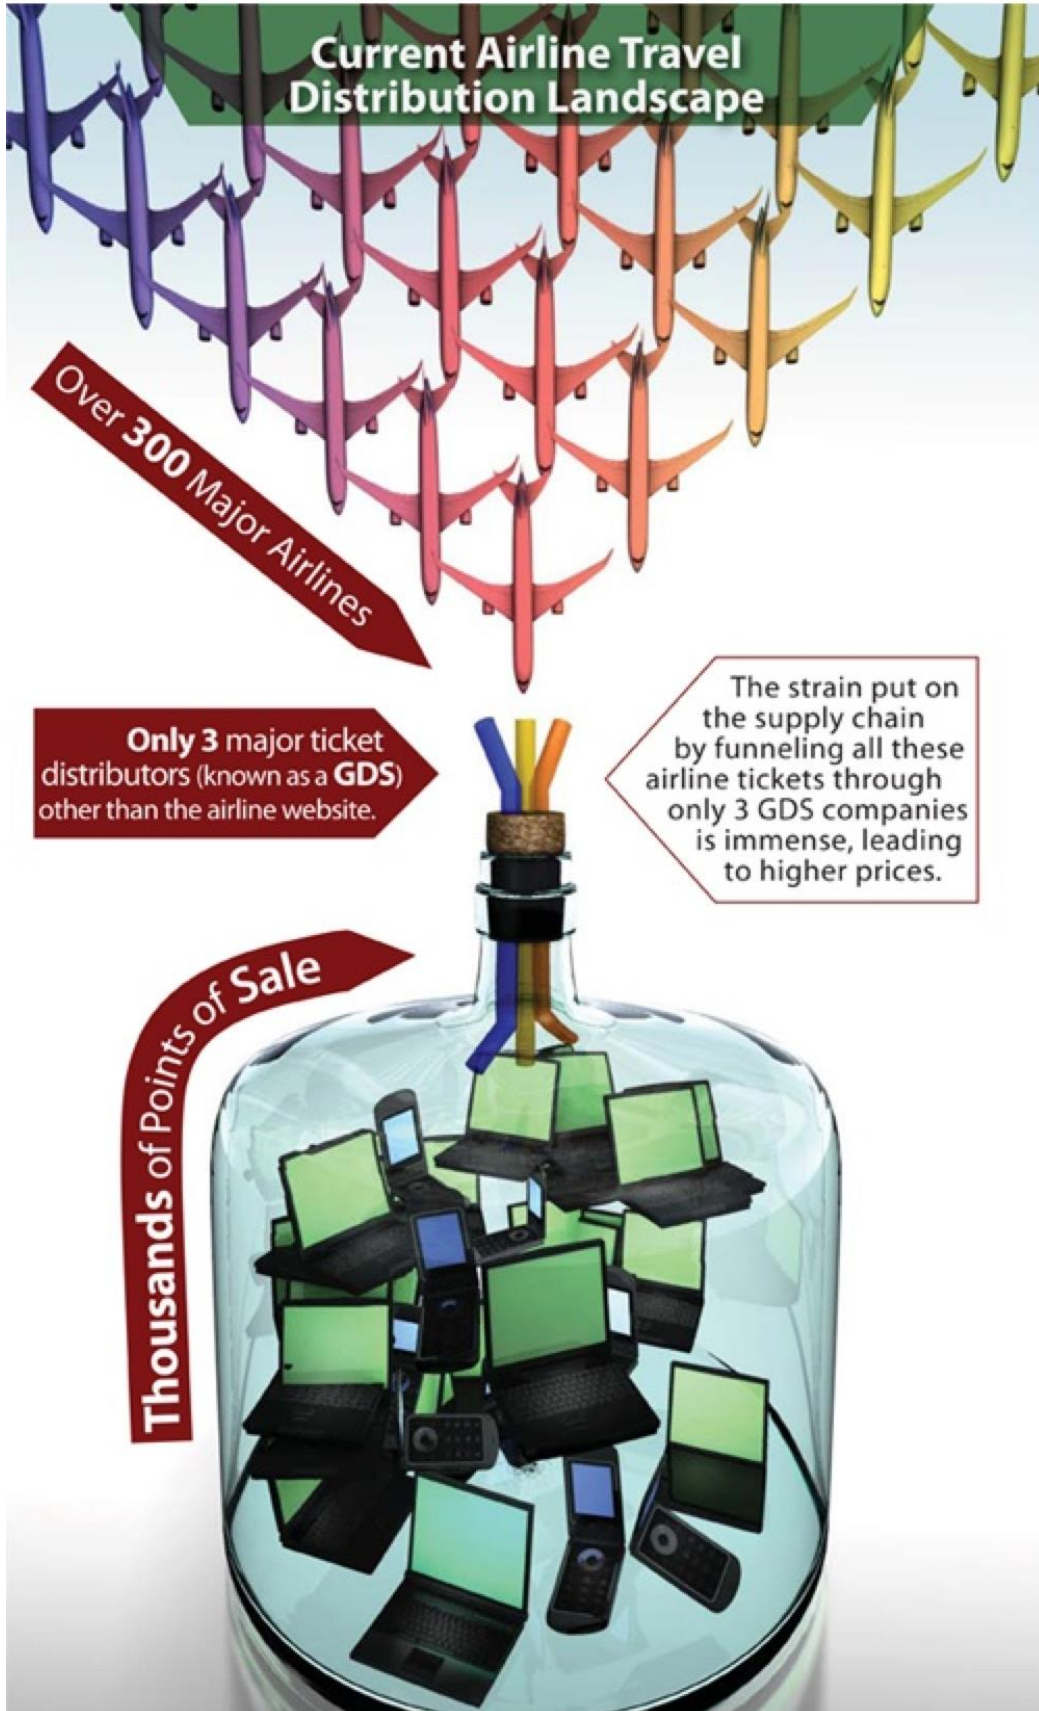 Current Airline Travel
Distribution Landscape
Over 300 Major Airlines
Only 3 major ticket
distributors (known as a GDS)
other than the airline website.
The strain put on
the supply chain
by funneling all these
airline tickets through
only 3 GDS companies
is immense, leading
to higher prices.
Thousands of Points of Sale